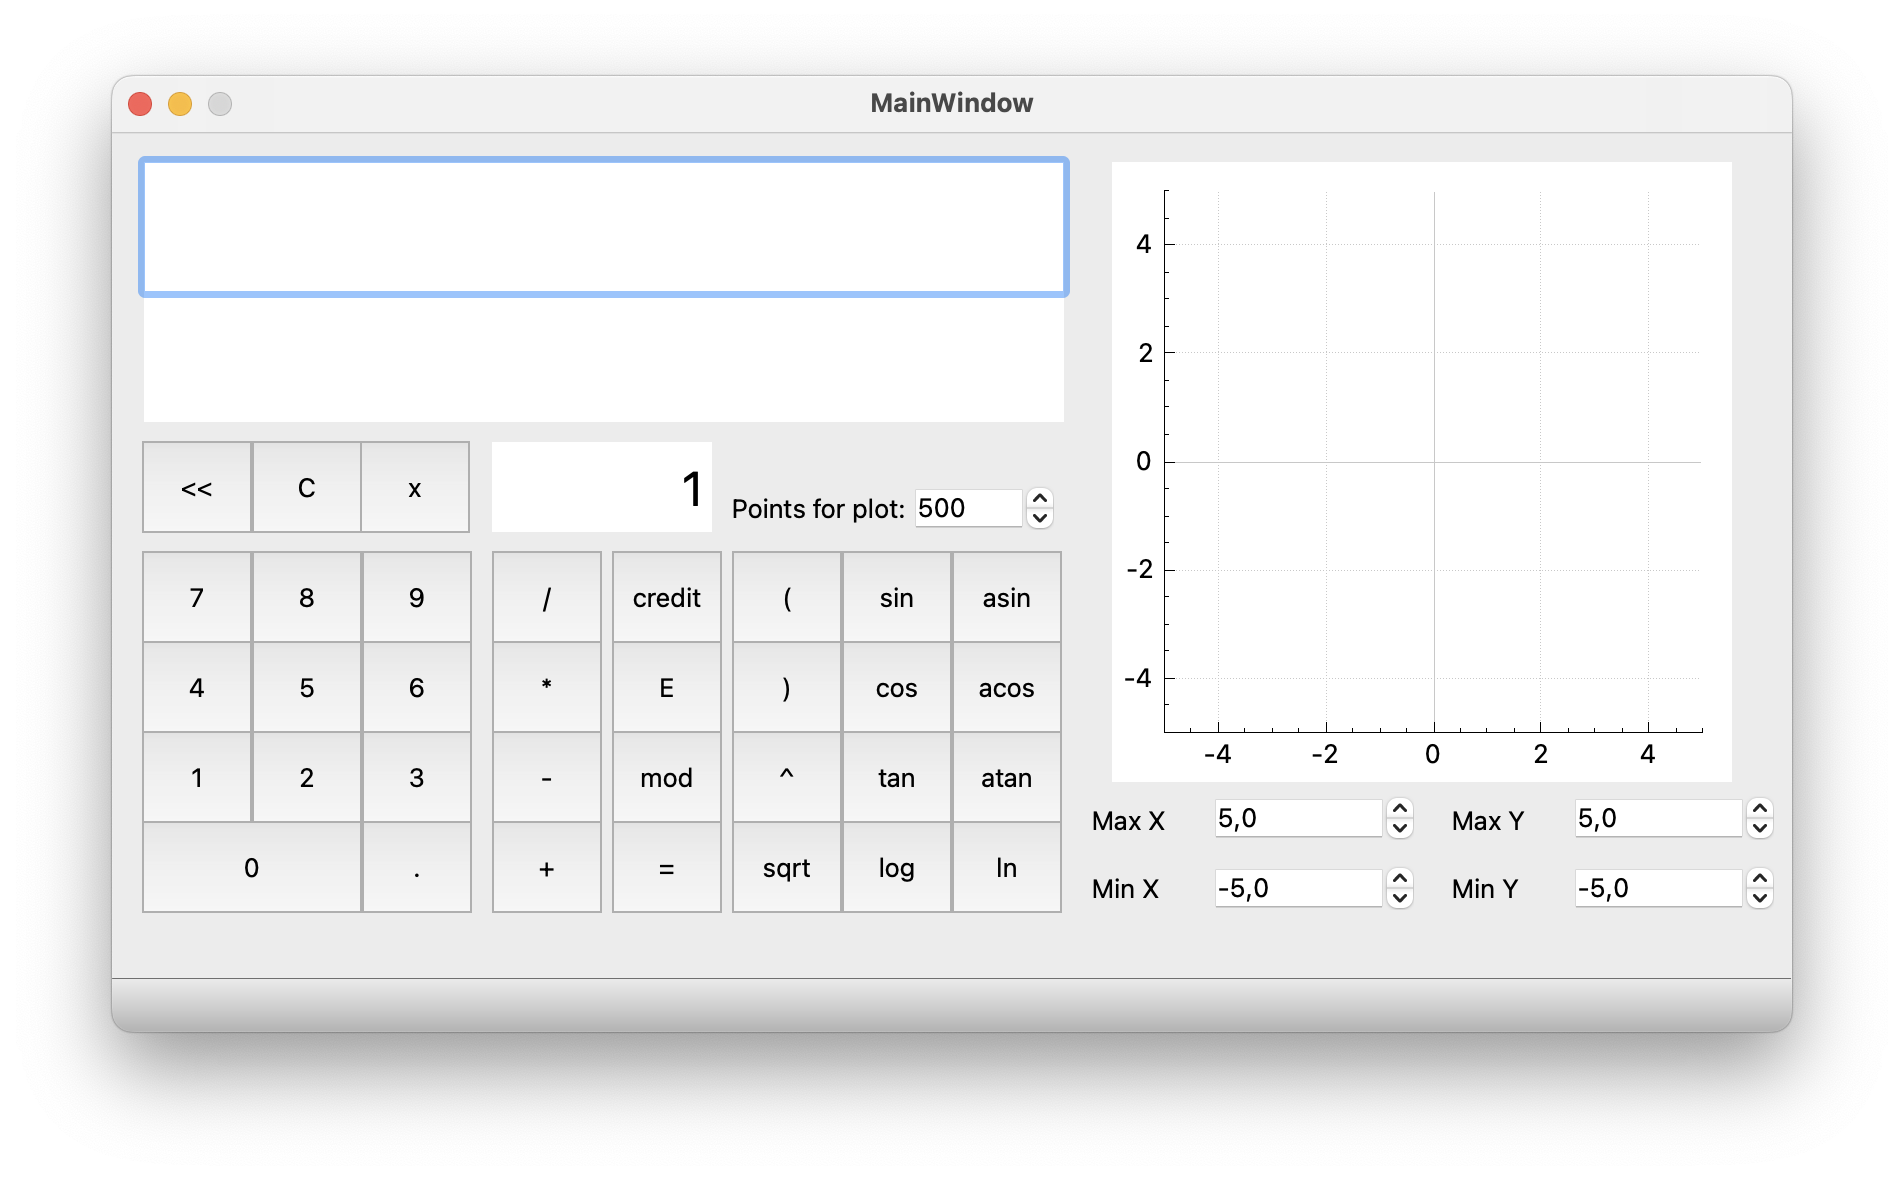 MainWindow
<< C x 1 Points for plot: 500
7 8 9 / credit ( sin asin
4 5 6 * E ) cos acos
1 2 3 - mod ^ tan atan
0 . + = sqrt log ln
4
2
0
-2
-4
-4 -2 0 2 4
Max X 5,0 Max Y 5,0
Min X -5,0 Min Y -5,0